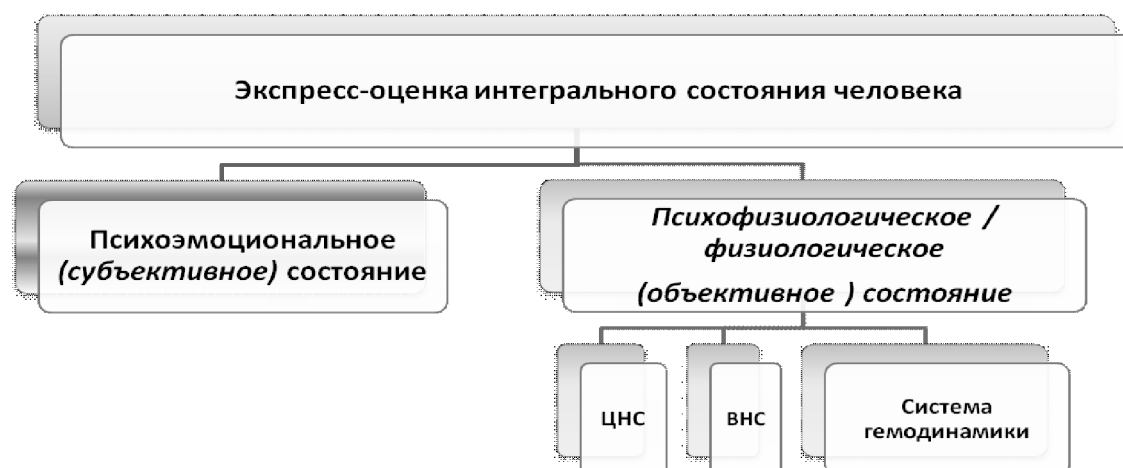 Экспресс-оценка интегрального состояния человека
Психоэмоциональное
(субъективное) состояние
Психофизиологическое /
физиологическое
(объективное ) состояние
ЦНС
ВНС
Система
гемодинамики